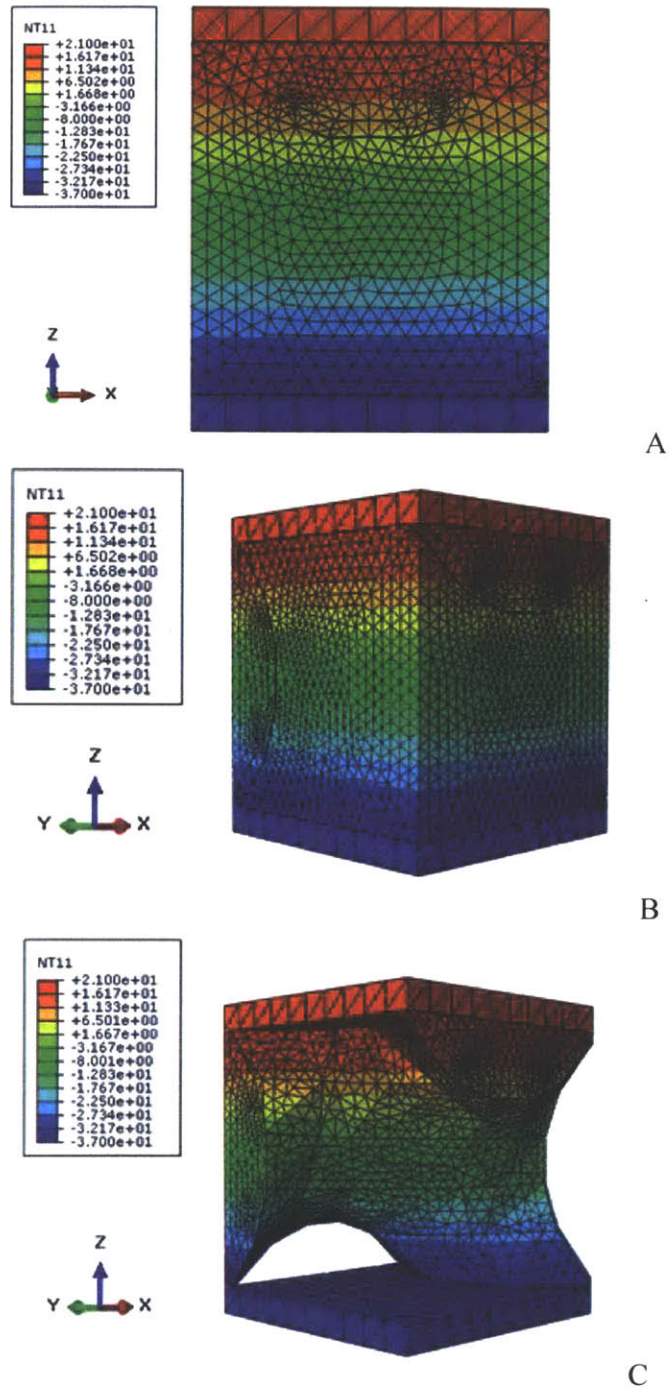 NT11
+2.100e+01
+1.617e+01
+1.134e+01
+6.502e+00
+1.668e+00
-3.166e+00
-8.000e+00
-1.283e+01
-1.767e+01
-2.250e+01
-2.734e+01
-3.217e+01
-3.700e+01
Z
X
A
NT11
+2.100e+01
+1.617e+01
+1.134e+01
+6.502e+00
+1.668e+00
-3.166e+00
-8.000e+00
-1.283e+01
-1.767e+01
-2.250e+01
-2.734e+01
-3.217e+01
-3.700e+01
Z
Y X
B
NT11
+2.100e+01
+1.617e+01
+1.133e+01
+6.501e+00
+1.667e+00
-3.167e+00
-8.001e+00
-1.283e+01
-1.767e+01
-2.250e+01
-2.734e+01
-3.217e+01
-3.700e+01
Z
Y X
C